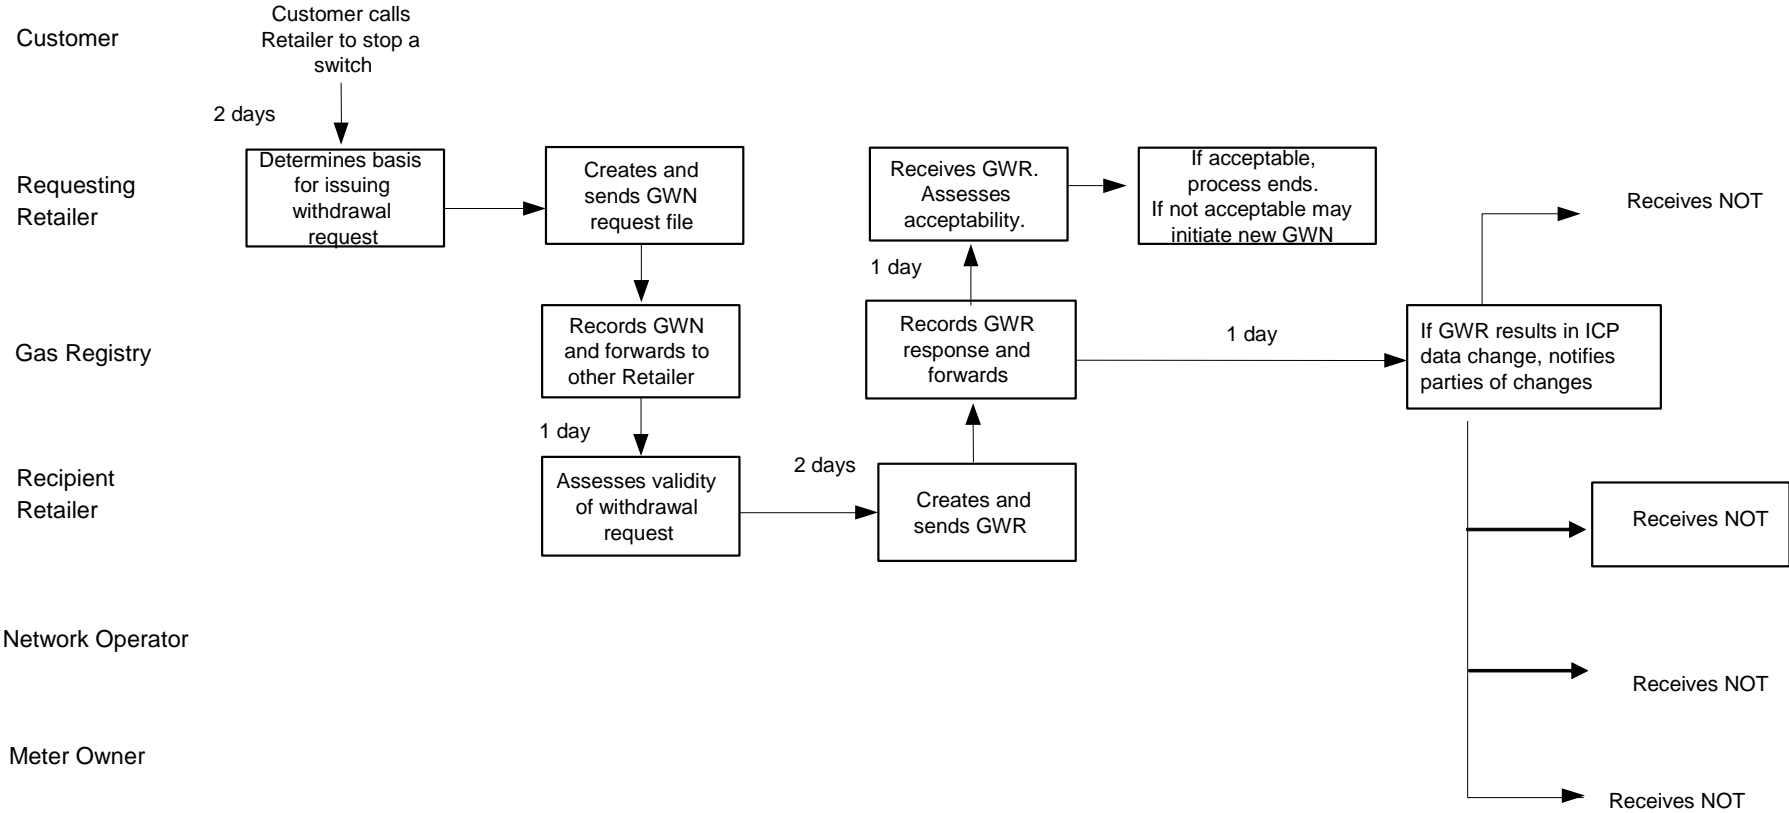 Customer
Customer calls
Retailer to stop a
switch
2 days
Requesting
Retailer
Determines basis
for issuing
withdrawal
request
Creates and
sends GWN
request file
Receives GWR.
Assesses
acceptability.
If acceptable,
process ends.
If not acceptable may
initiate new GWN
Receives NOT
1 day
Gas Registry
Records GWN
and forwards to
other Retailer
Records GWR
response and
forwards
1 day
If GWR results in ICP
data change, notifies
parties of changes
1 day
Recipient
Retailer
Assesses validity
of withdrawal
request
2 days
Creates and
sends GWR
Receives NOT
Network Operator
Receives NOT
Meter Owner
Receives NOT